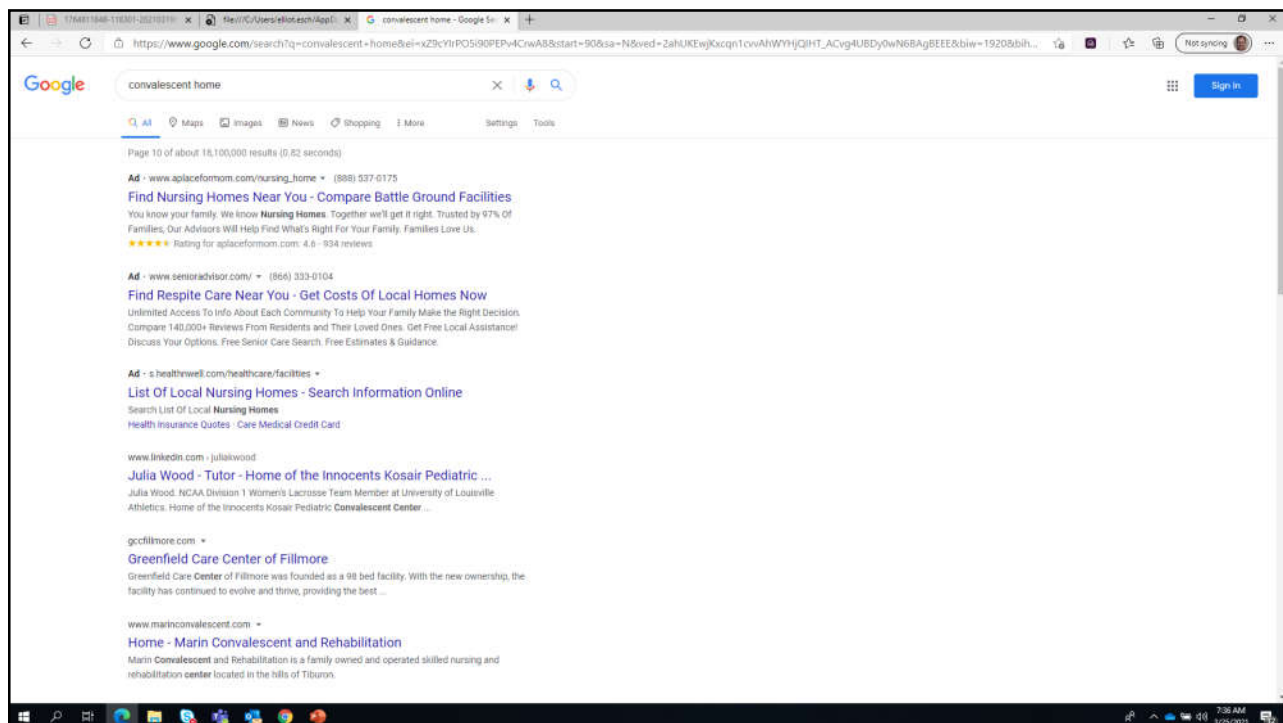 file:///C:/Users/elliot.esch/AppD
convalescent home - Google Se
https://www.google.com/search?q=convalescent+home&ei=
Not syncing
Google
convalescent home
Sign in
All Maps Images News Shopping More Settings Tools
Page 10 of about 18,100,000 results (0.82 seconds)
Ad · www.aplaceformom.com/nursing_home (888) 537-0175
Find Nursing Homes Near You - Compare Battle Ground Facilities
You know your family. We know Nursing Homes. Together we'll get it right. Trusted by 97% Of
Families, Our Advisors Will Help Find What's Right For Your Family. Families Love Us.
Rating for aplaceformom.com: 4.6 - 934 reviews
Ad · www.senioradvisor.com/ (866) 333-0104
Find Respite Care Near You - Get Costs Of Local Homes Now
Unlimited Access To Info About Each Community To Help Your Family Make the Right Decision.
Compare 140,000+ Reviews From Residents and Their Loved Ones. Get Free Local Assistance!
Discuss Your Options. Free Senior Care Search. Free Estimates & Guidance.
Ad · s.healthnwell.com/healthcare/facilities
List Of Local Nursing Homes - Search Information Online
Search List Of Local Nursing Homes
Health Insurance Quotes · Care Medical Credit Card
www.linkedin.com › juliakwood
Julia Wood - Tutor - Home of the Innocents Kosair Pediatric ...
Julia Wood. NCAA Division 1 Women's Lacrosse Team Member at University of Louisville
Athletics. Home of the Innocents Kosair Pediatric Convalescent Center ...
gccfillmore.com
Greenfield Care Center of Fillmore
Greenfield Care Center of Fillmore was founded as a 98 bed facility. With the new ownership, the
facility has continued to evolve and thrive, providing the best ...
www.marinconvalescent.com
Home - Marin Convalescent and Rehabilitation
Marin Convalescent and Rehabilitation is a family owned and operated skilled nursing and
rehabilitation center located in the hills of Tiburon.
7:36 AM
3/25/2021